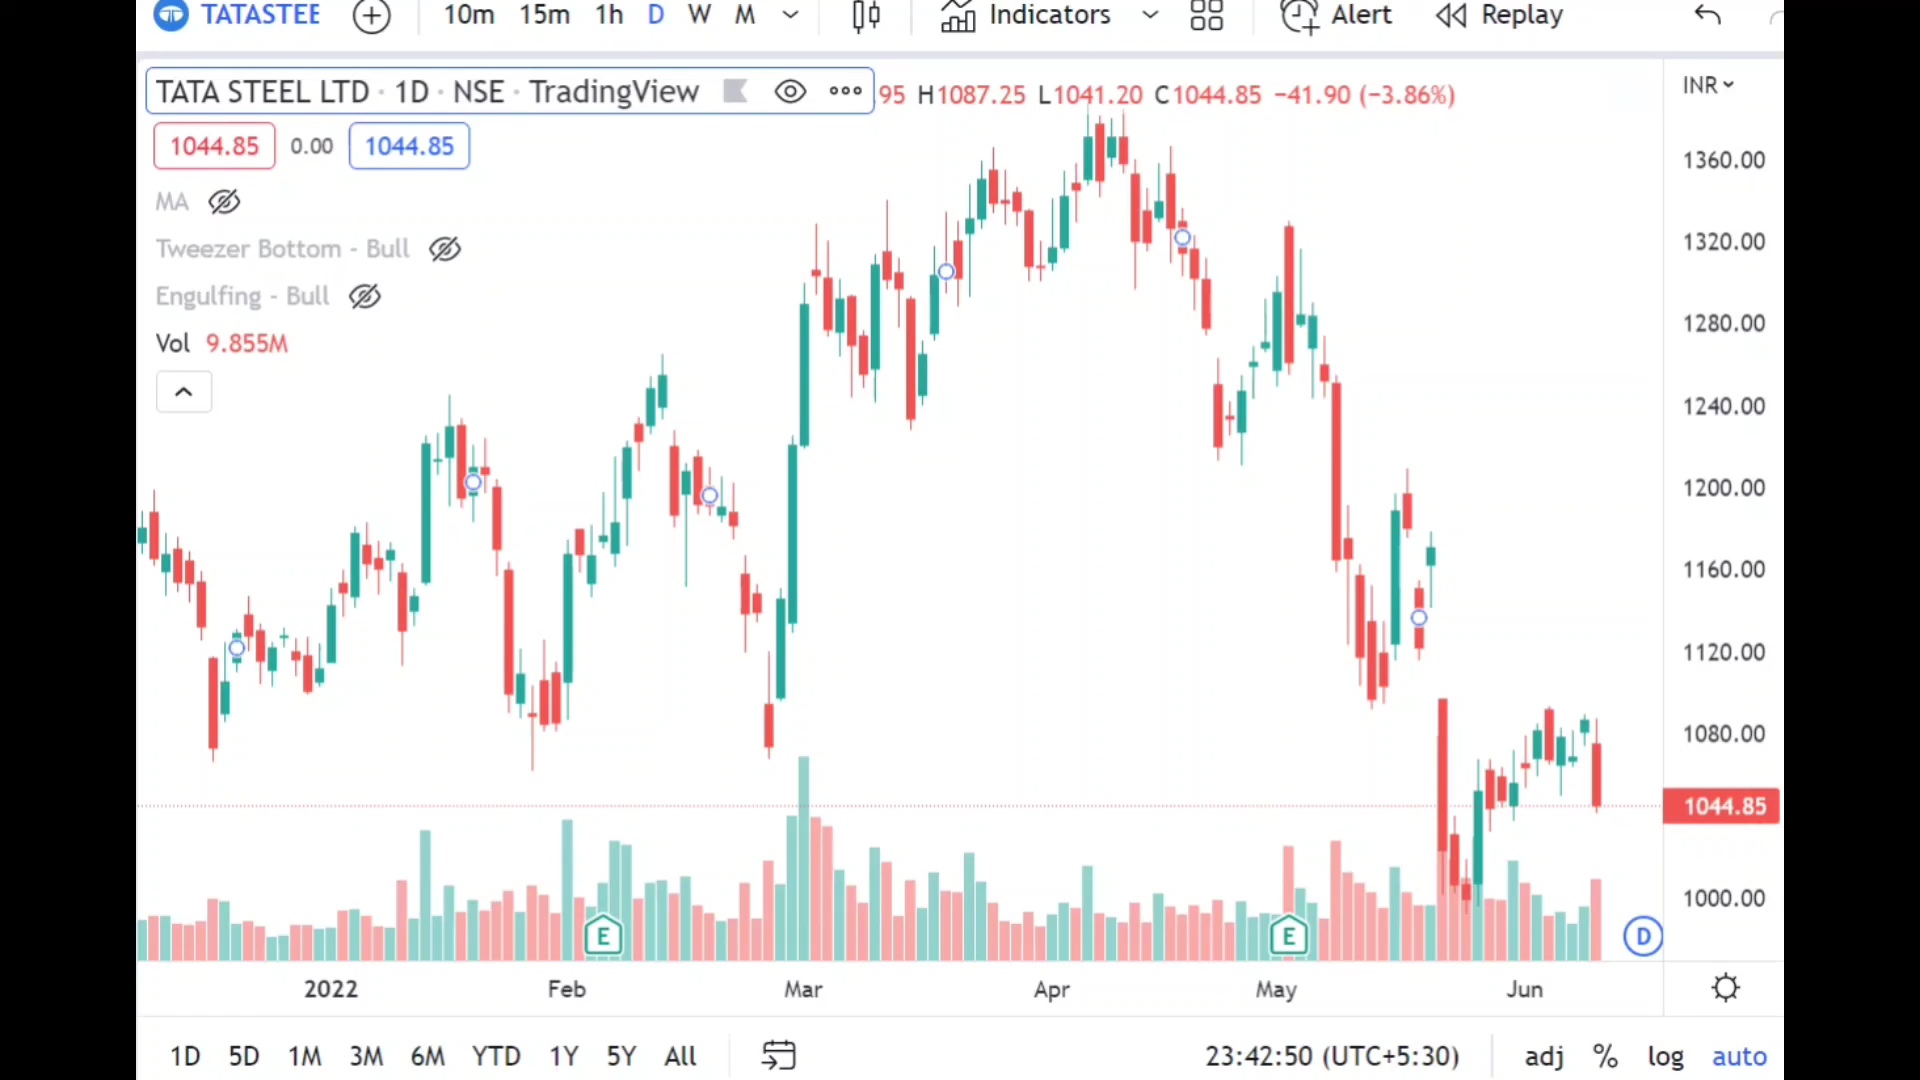 TATASTEE 10m 15m 1h D W M Indicators Alert Replay
TATA STEEL LTD · 1D · NSE · TradingView 95 H1087.25 L1041.20 C1044.85 −41.90 (−3.86%) INR
1044.85 0.00 1044.85
MA
Tweezer Bottom - Bull
Engulfing - Bull
Vol 9.855M
1360.00
1320.00
1280.00
1240.00
1200.00
1160.00
1120.00
1080.00
1044.85
1000.00
E E D
2022 Feb Mar Apr May Jun
1D 5D 1M 3M 6M YTD 1Y 5Y All 23:42:50 (UTC+5:30) adj % log auto